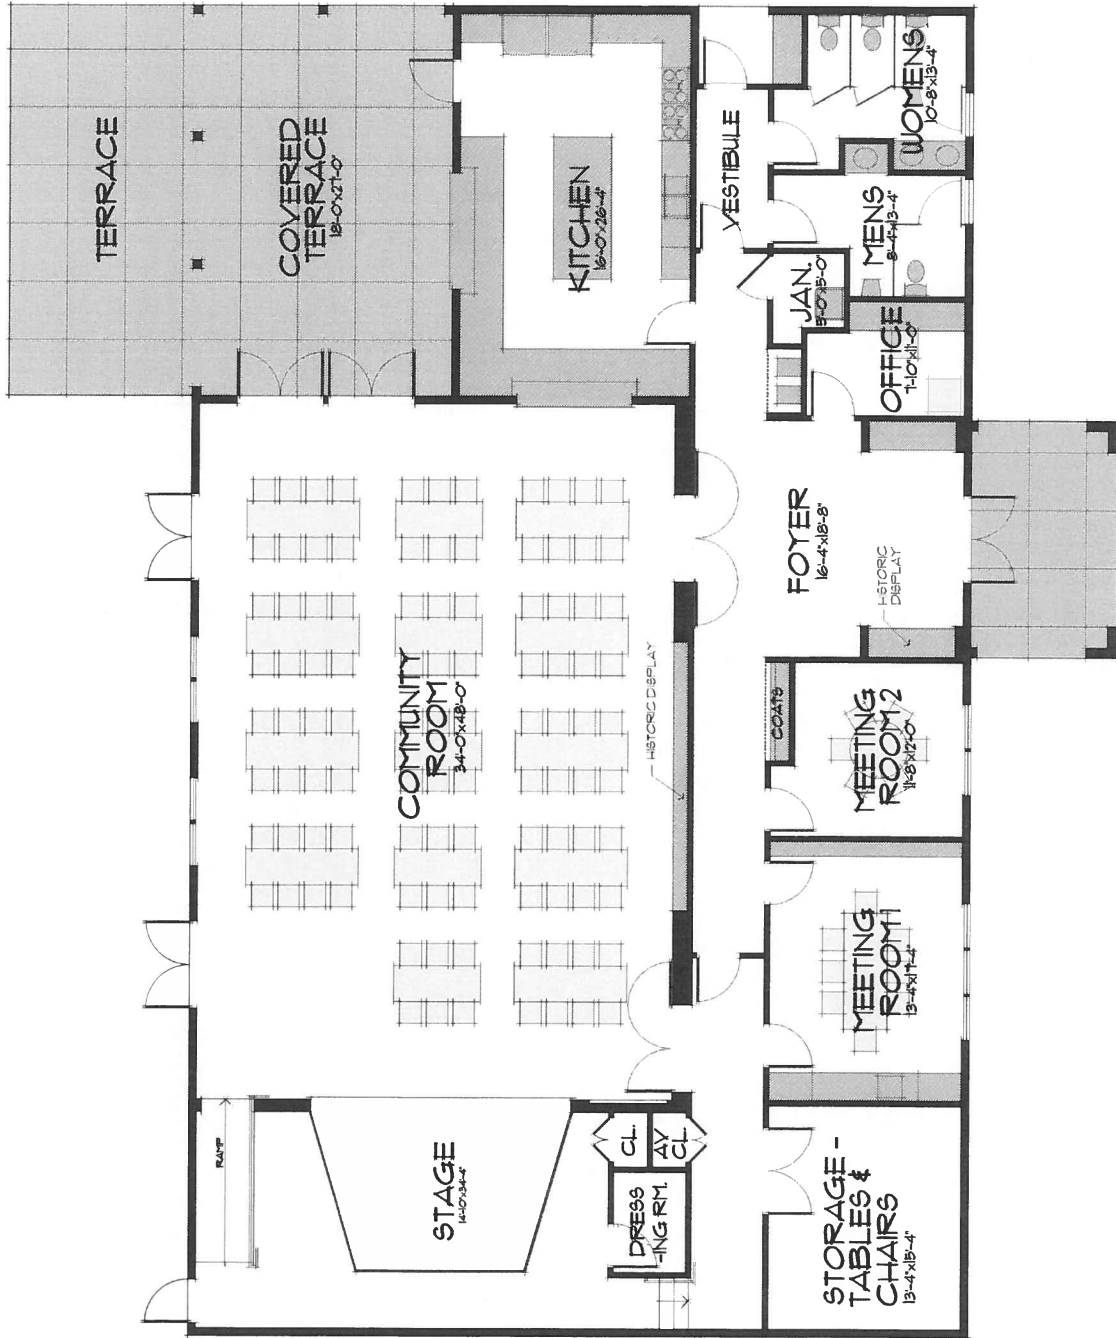 TERRACE
COVERED
TERRACE
18'-0"x27'-0"
KITCHEN
16'-0"x26'-4"
VESTIBULE
WOMENS
10'-8"x13'-4"
MENS
8'-4"x13'-4"
JAN.
5'-0"x5'-0"
OFFICE
7'-10"x11'-0"
FOYER
16'-4"x18'-8"
HISTORIC
DISPLAY
COMMUNITY
ROOM
34'-0"x48'-0"
HISTORIC DISPLAY
COATS
MEETING
ROOM 2
11'-8"x12'-0"
MEETING
ROOM 1
13'-4"x17'-4"
RAMP
STAGE
14'-10"x34'-4"
CL.
AV
CL.
DRESS
-ING RM.
STORAGE -
TABLES &
CHAIRS
13'-4"x15'-4"